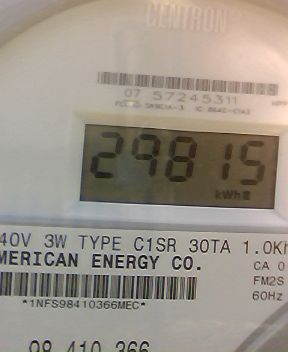 CENTRON
07 57245311
29815
kWh
40V 3W TYPE C1SR 30TA 1.0Kh
MERICAN ENERGY CO.
CA 0
FM2S
60Hz
*1NFS98410366MEC*
98 410 366